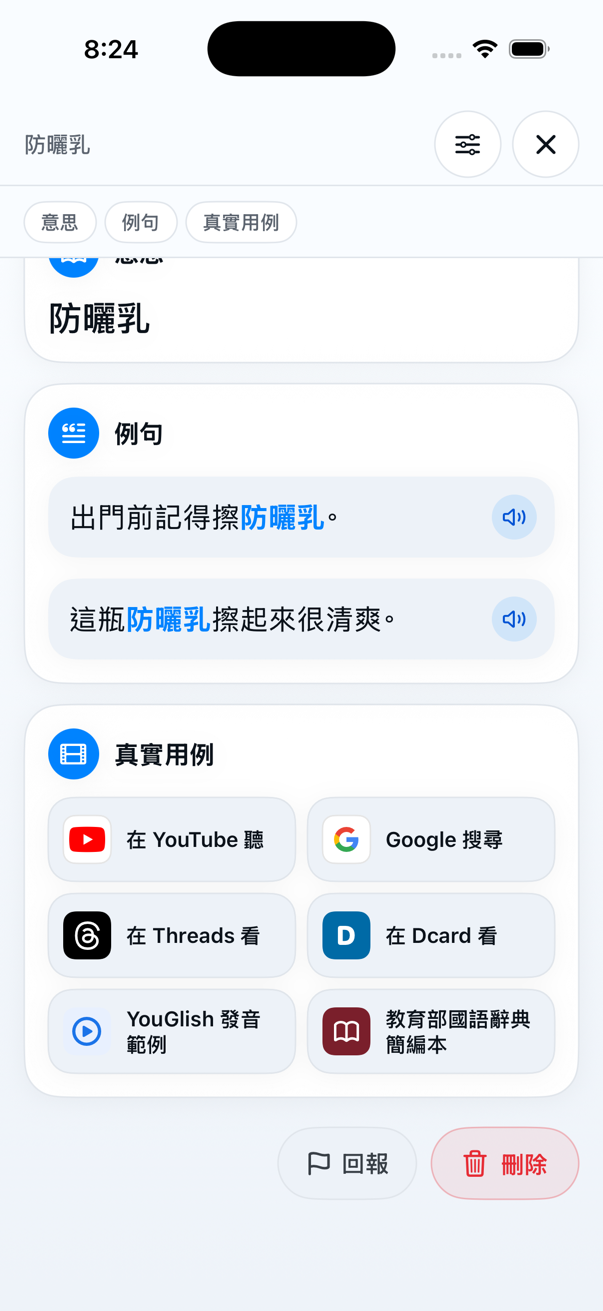 8:24
防曬乳
意思
例句
真實用例
意思
防曬乳
例句
出門前記得擦防曬乳。
這瓶防曬乳擦起來很清爽。
真實用例
在 YouTube 聽
Google 搜尋
在 Threads 看
D
在 Dcard 看
YouGlish 發音
範例
教育部國語辭典
簡編本
回報
刪除